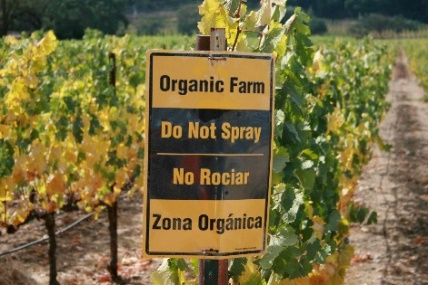 Organic Farm
Do Not Spray
No Rociar
Zona Orgánica